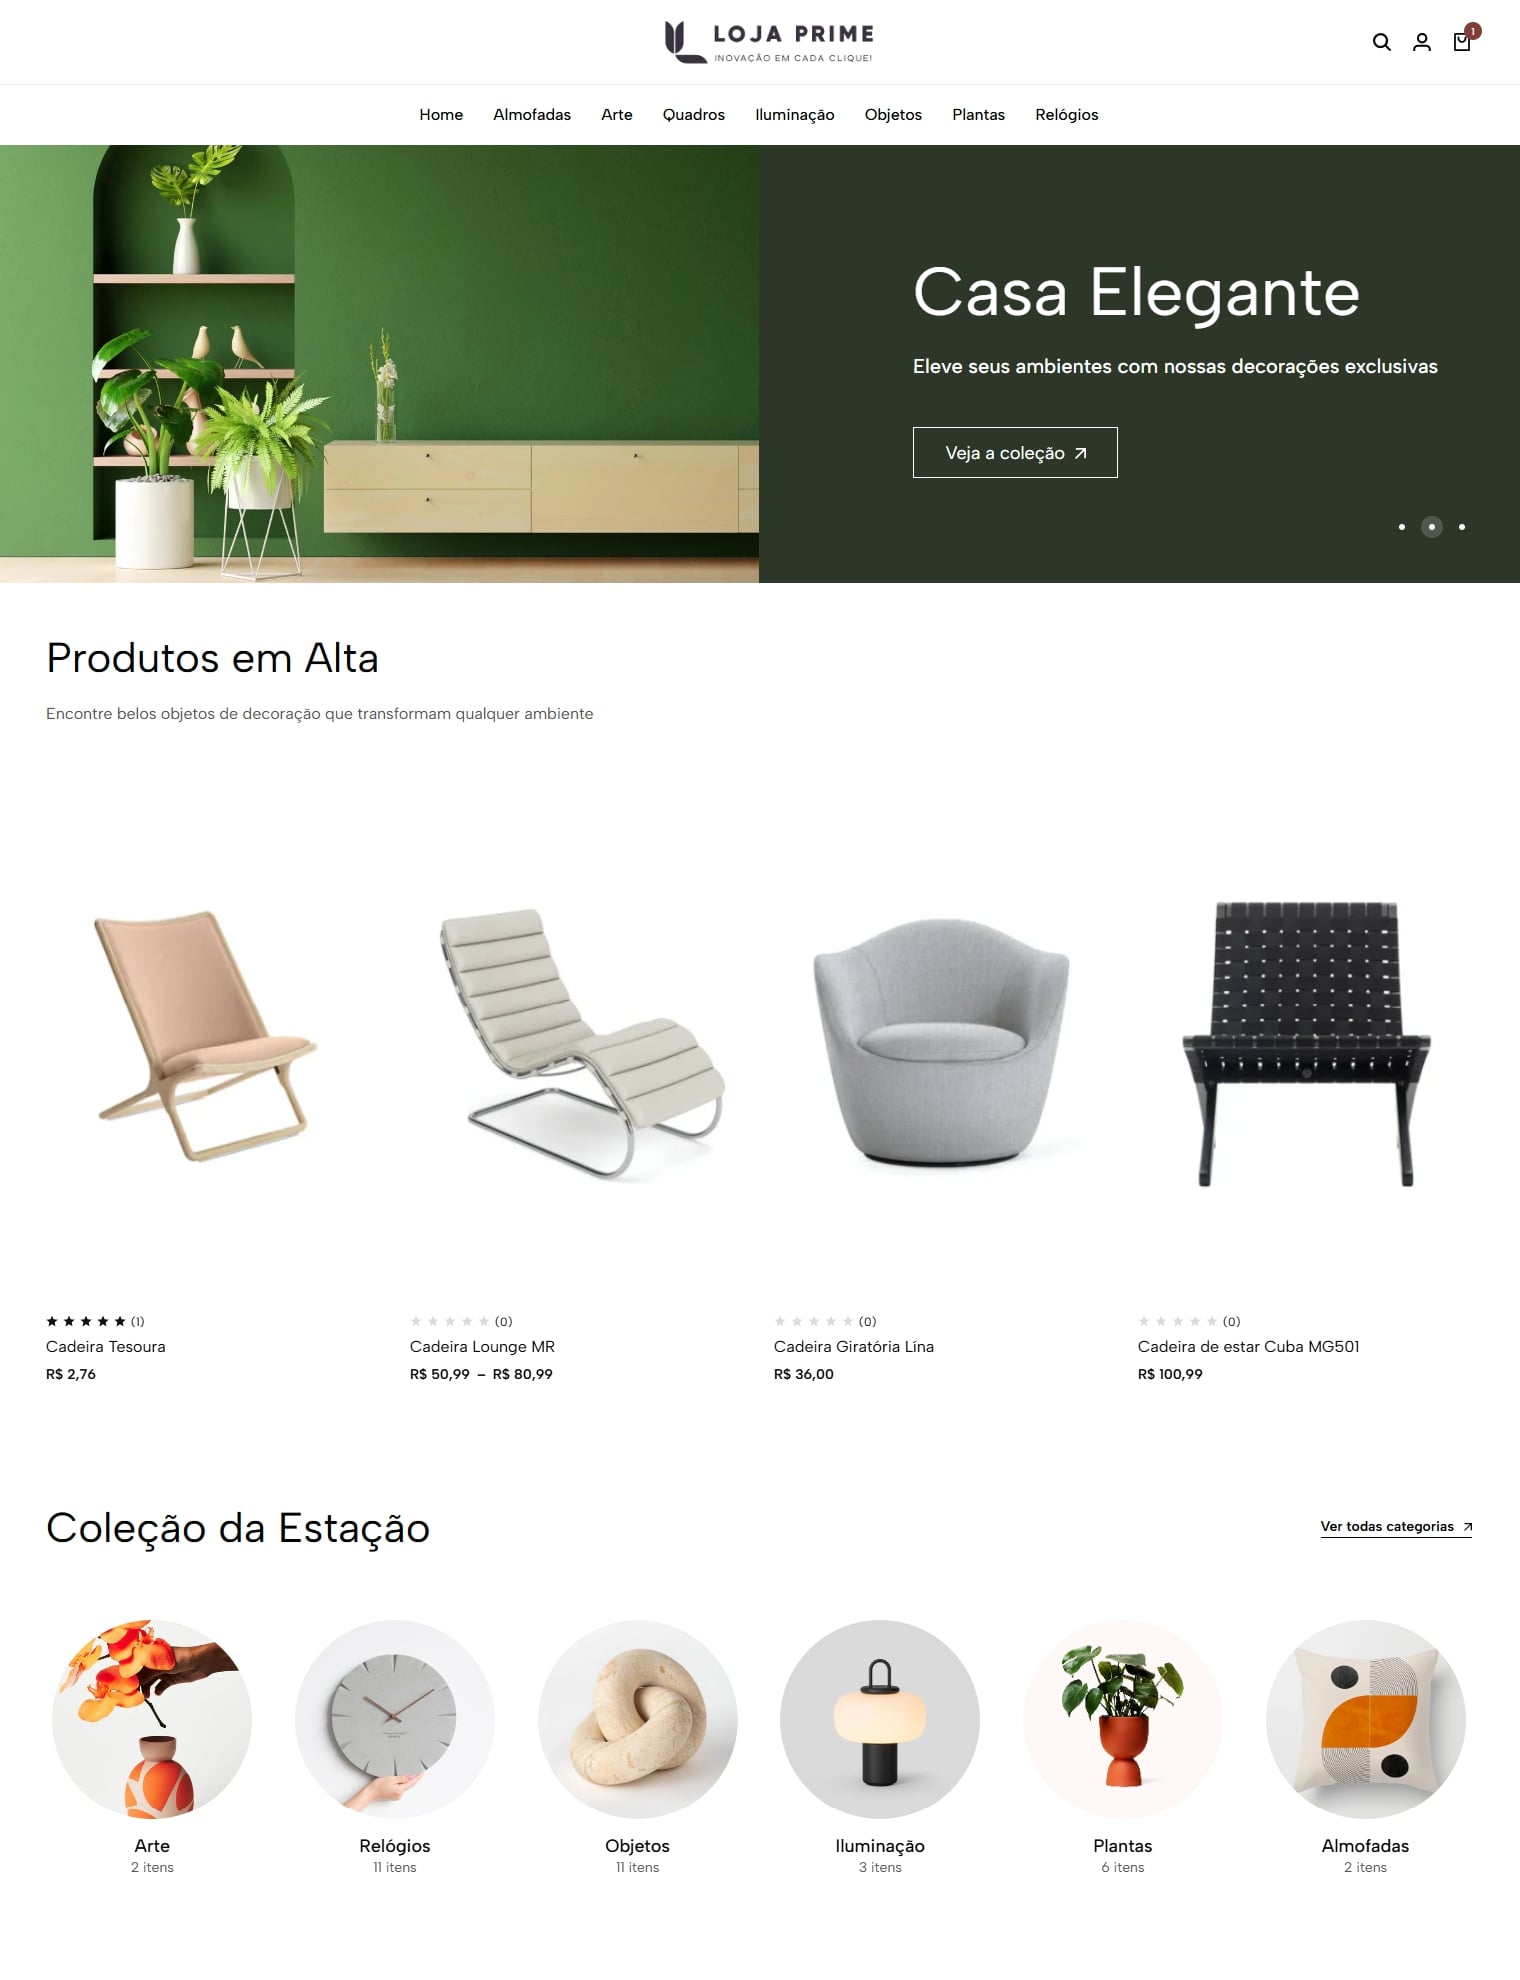 LOJA PRIME
INOVAÇÃO EM CADA CLIQUE!
1
Home Almofadas Arte Quadros Iluminação Objetos Plantas Relógios
Casa Elegante
Eleve seus ambientes com nossas decorações exclusivas
Veja a coleção
Produtos em Alta
Encontre belos objetos de decoração que transformam qualquer ambiente
(1)
Cadeira Tesoura
R$ 2,76
(0)
Cadeira Lounge MR
R$ 50,99 – R$ 80,99
(0)
Cadeira Giratória Lína
R$ 36,00
(0)
Cadeira de estar Cuba MG501
R$ 100,99
Coleção da Estação
Ver todas categorias
Arte
2 itens
Relógios
11 itens
Objetos
11 itens
Iluminação
3 itens
Plantas
6 itens
Almofadas
2 itens